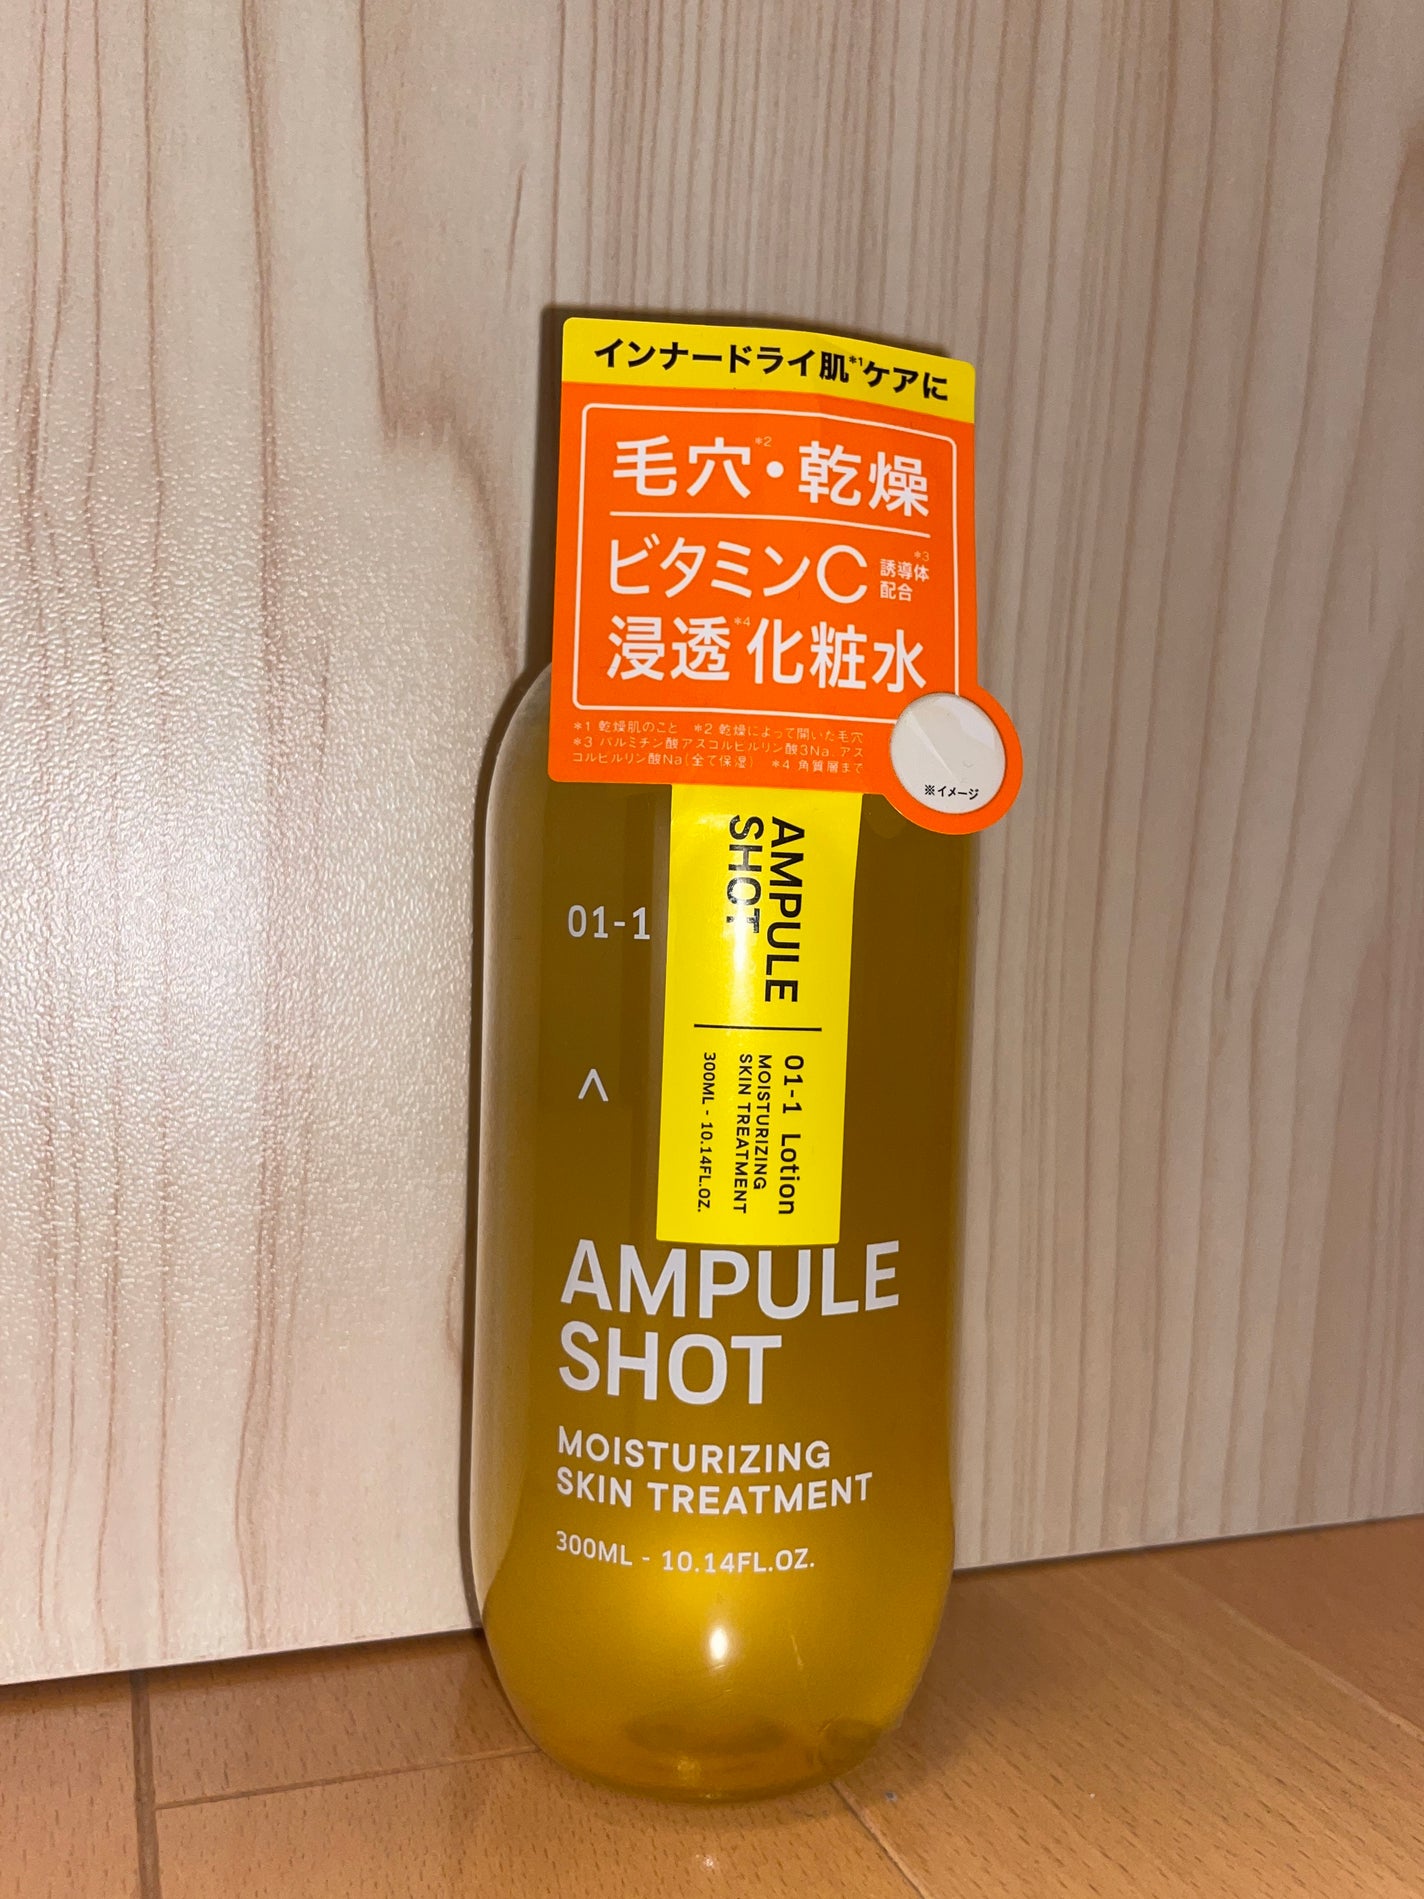 インナードライ肌*1ケアに
毛穴*2・乾燥
ビタミンC 誘導体*3
配合
浸透*4化粧水
*1 乾燥肌のこと *2 乾燥によって開いた毛穴
*3 パルミチン酸アスコルビルリン酸3Na、アス
コルビルリン酸Na(全て保湿) *4 角質層まで
※イメージ
AMPULE
SHOT
01-1 Lotion
MOISTURIZING
SKIN TREATMENT
300ML - 10.14FL.OZ.
01-1
AMPULE
SHOT
MOISTURIZING
SKIN TREATMENT
300ML - 10.14FL.OZ.